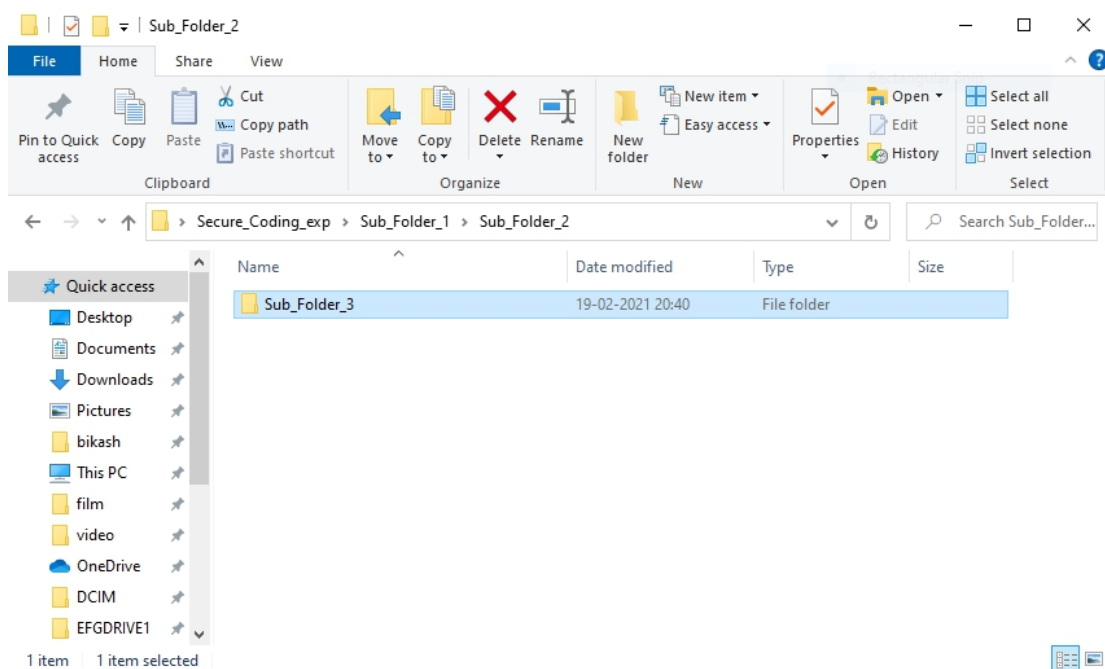 Sub_Folder_2
File Home Share View
Pin to Quick access
Copy
Paste
Cut
Copy path
Paste shortcut
Clipboard
Move to
Copy to
Delete
Rename
Organize
New folder
New item
Easy access
New
Properties
Open
Edit
History
Open
Select all
Select none
Invert selection
Select
Secure_Coding_exp > Sub_Folder_1 > Sub_Folder_2
Search Sub_Folder...
Name Date modified Type Size
Sub_Folder_3 19-02-2021 20:40 File folder
Quick access
Desktop
Documents
Downloads
Pictures
bikash
This PC
film
video
OneDrive
DCIM
EFGDRIVE1
1 item 1 item selected